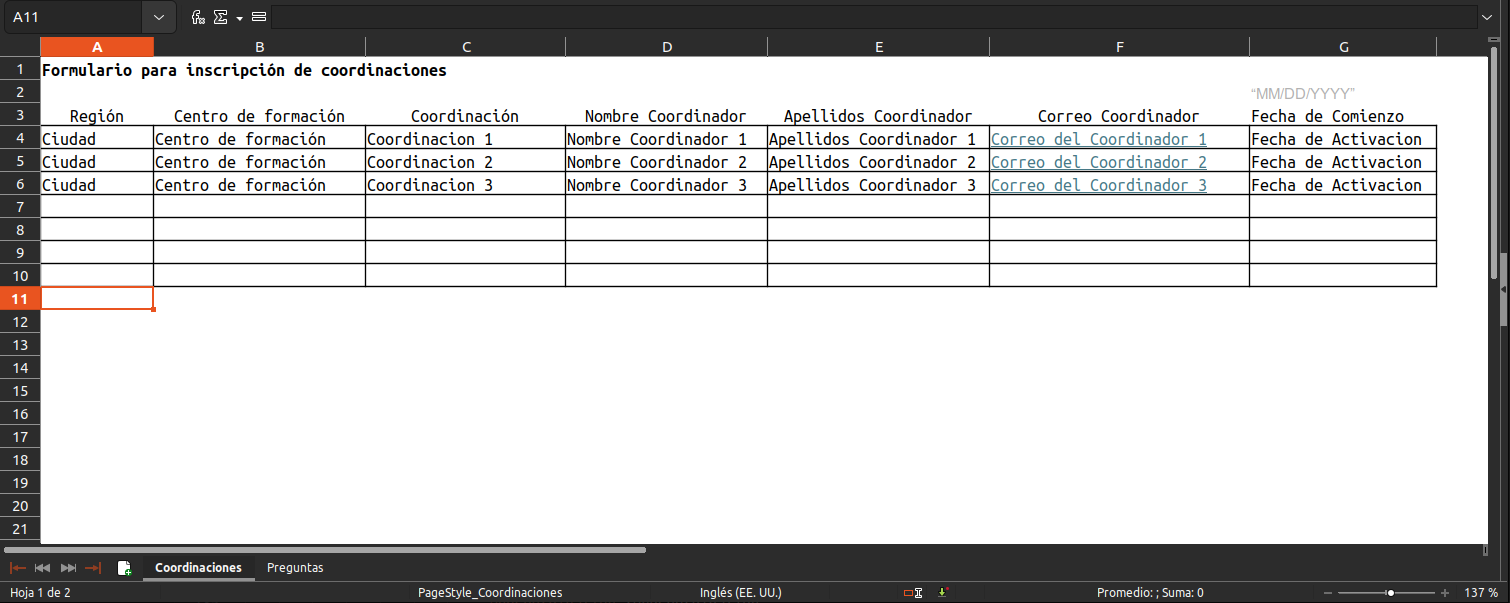 A11
A B C D E F G
1 Formulario para inscripción de coordinaciones
2 “MM/DD/YYYY”
3 Región Centro de formación Coordinación Nombre Coordinador Apellidos Coordinador Correo Coordinador Fecha de Comienzo
4 Ciudad Centro de formación Coordinacion 1 Nombre Coordinador 1 Apellidos Coordinador 1 Correo del Coordinador 1 Fecha de Activacion
5 Ciudad Centro de formación Coordinacion 2 Nombre Coordinador 2 Apellidos Coordinador 2 Correo del Coordinador 2 Fecha de Activacion
6 Ciudad Centro de formación Coordinacion 3 Nombre Coordinador 3 Apellidos Coordinador 3 Correo del Coordinador 3 Fecha de Activacion
7
8
9
10
11
12
13
14
15
16
17
18
19
20
21
Coordinaciones Preguntas
Hoja 1 de 2 PageStyle_Coordinaciones Inglés (EE. UU.) Promedio: ; Suma: 0 137 %